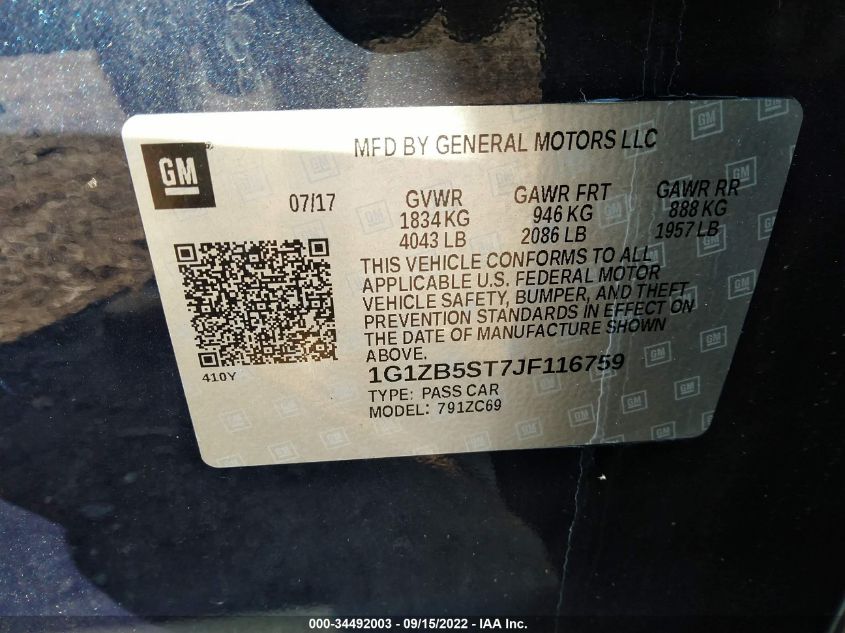 GM
MFD BY GENERAL MOTORS LLC
07/17
GVWR GAWR FRT GAWR RR
1834 KG 946 KG 888 KG
4043 LB 2086 LB 1957 LB
THIS VEHICLE CONFORMS TO ALL
APPLICABLE U.S. FEDERAL MOTOR
VEHICLE SAFETY, BUMPER, AND THEFT
PREVENTION STANDARDS IN EFFECT ON
THE DATE OF MANUFACTURE SHOWN
ABOVE.
410Y
1G1ZB5ST7JF116759
TYPE: PASS CAR
MODEL: 791ZC69
000-34492003 - 09/15/2022 - IAA Inc.